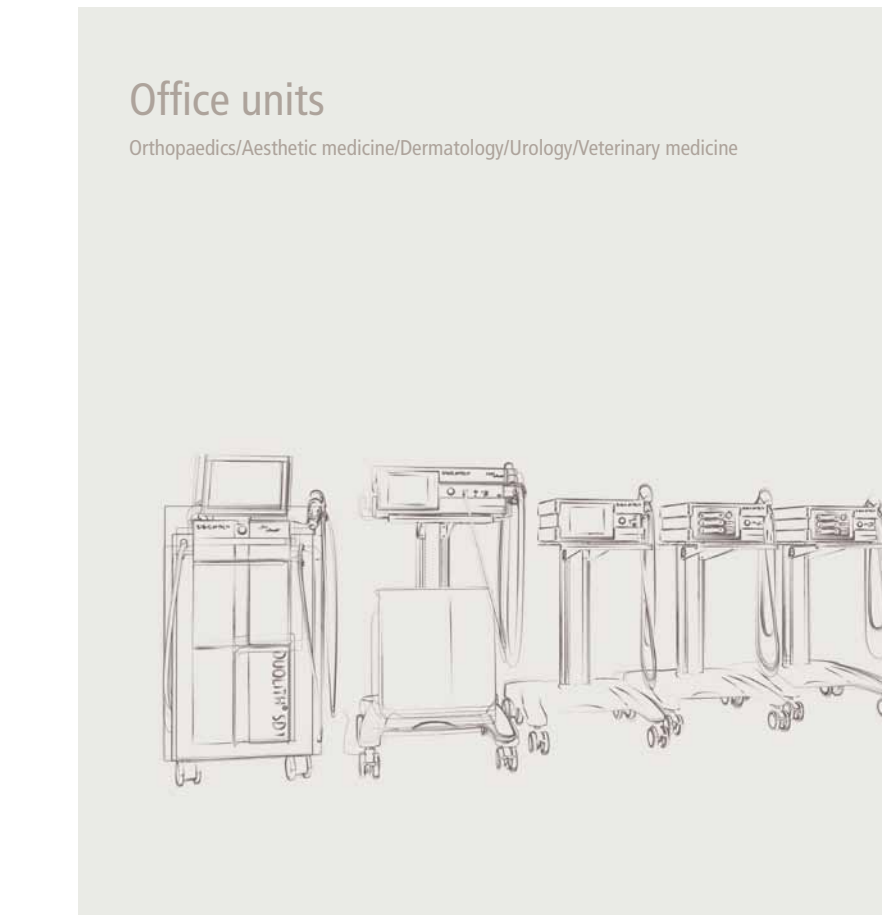 Office units
Orthopaedics/Aesthetic medicine/Dermatology/Urology/Veterinary medicine
DUOLITH® SD1